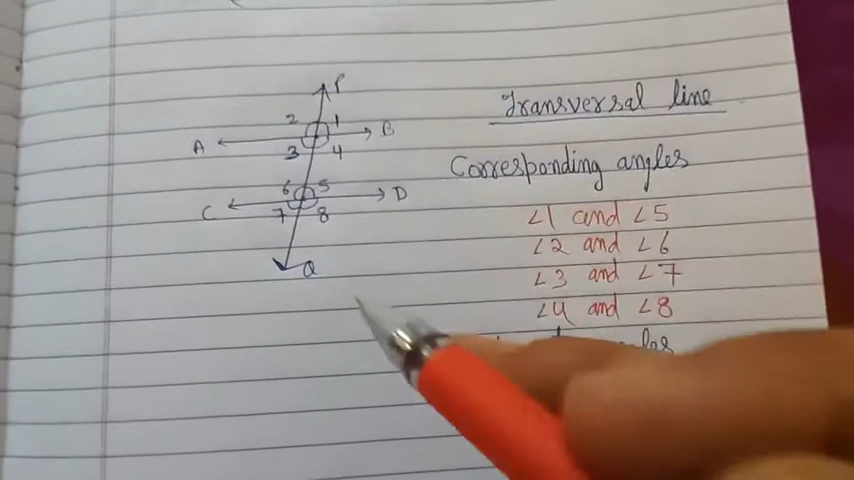 P
2 1
A B
3 4
6 5
C D
7 8
Q
Transversal line
Corresponding angles
∠1 and ∠5
∠2 and ∠6
∠3 and ∠7
∠4 and ∠8